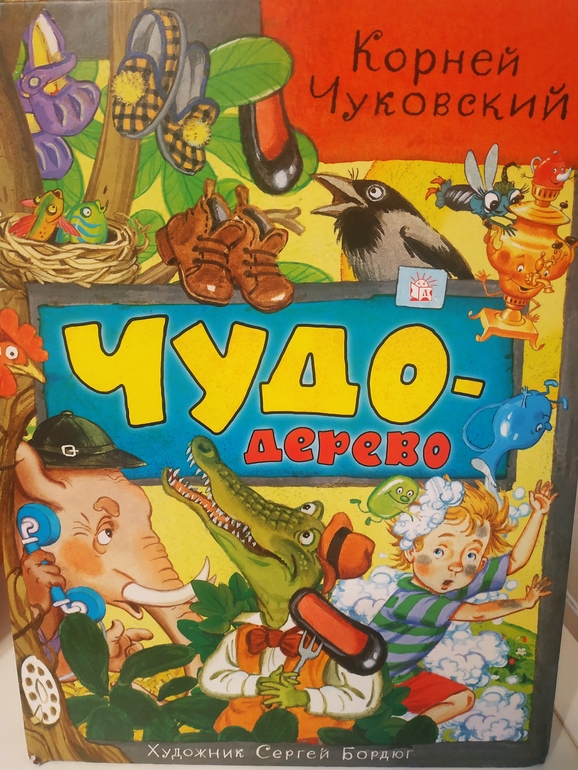 Корней
Чуковский
ЧУДО-
дерево
Художник Сергей Бордюг